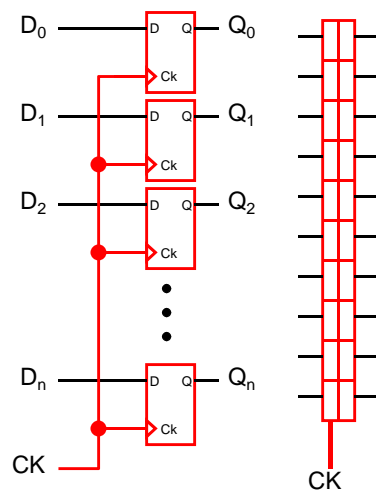 D₀ D Q Q₀
Ck
D₁ D Q Q₁
Ck
D₂ D Q Q₂
Ck
Dₙ D Q Qₙ
Ck
CK
CK